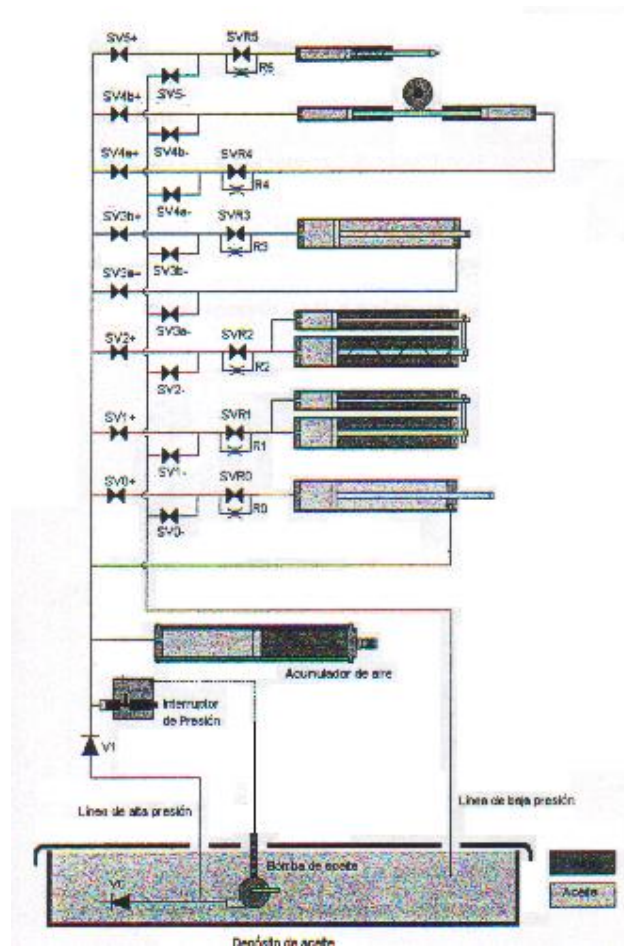 SV5+
SVR5
R5
SV5-
SV4b+
SV4b-
SV4a+
SVR4
R4
SV4a-
SV3b+
SVR3
R3
SV3b-
SV3a+
SV3a-
SV2+
SVR2
R2
SV2-
SV1+
SVR1
R1
SV1-
SV0+
SVR0
R0
SV0-
Acumulador de aire
Interruptor
de Presión
V1
Línea de alta presión
Línea de baja presión
Bomba de aceite
Aceite
Depósito de aceite